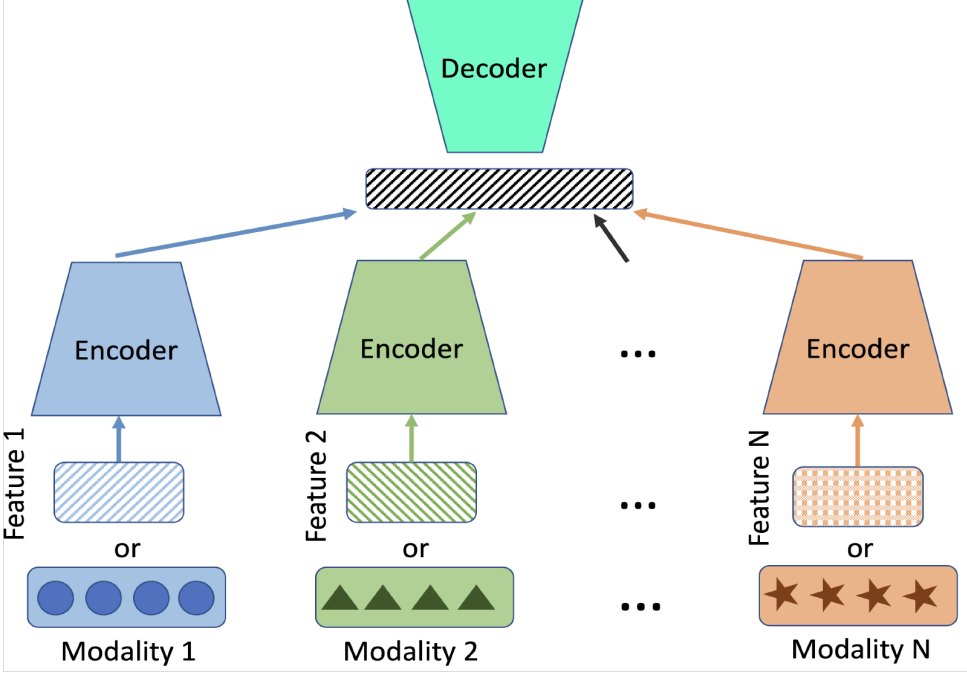 Decoder
Encoder
Encoder
...
Encoder
Feature 1
Feature 2
...
Feature N
or
or
or
...
Modality 1
Modality 2
Modality N